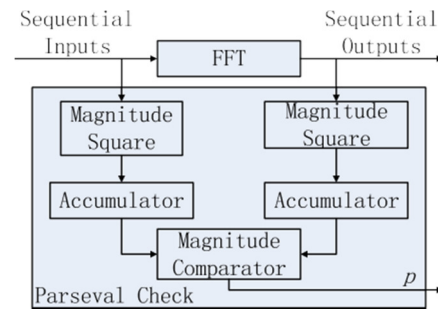 Sequential
Inputs
FFT
Sequential
Outputs
Magnitude
Square
Magnitude
Square
Accumulator
Accumulator
Magnitude
Comparator
p
Parseval Check